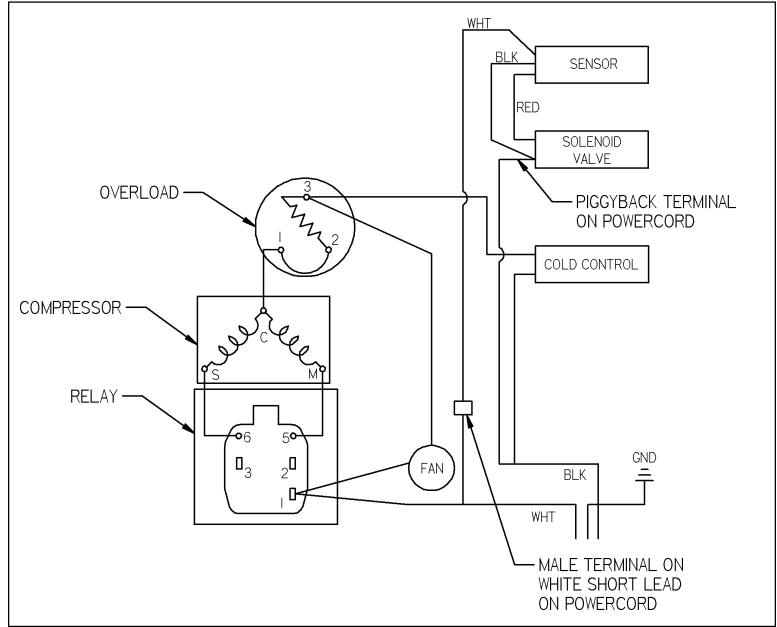 WHT
BLK
SENSOR
RED
SOLENOID
VALVE
PIGGYBACK TERMINAL
ON POWERCORD
OVERLOAD
3
1
2
COLD CONTROL
COMPRESSOR
C
S
M
RELAY
6
5
3
2
1
FAN
GND
BLK
WHT
MALE TERMINAL ON
WHITE SHORT LEAD
ON POWERCORD